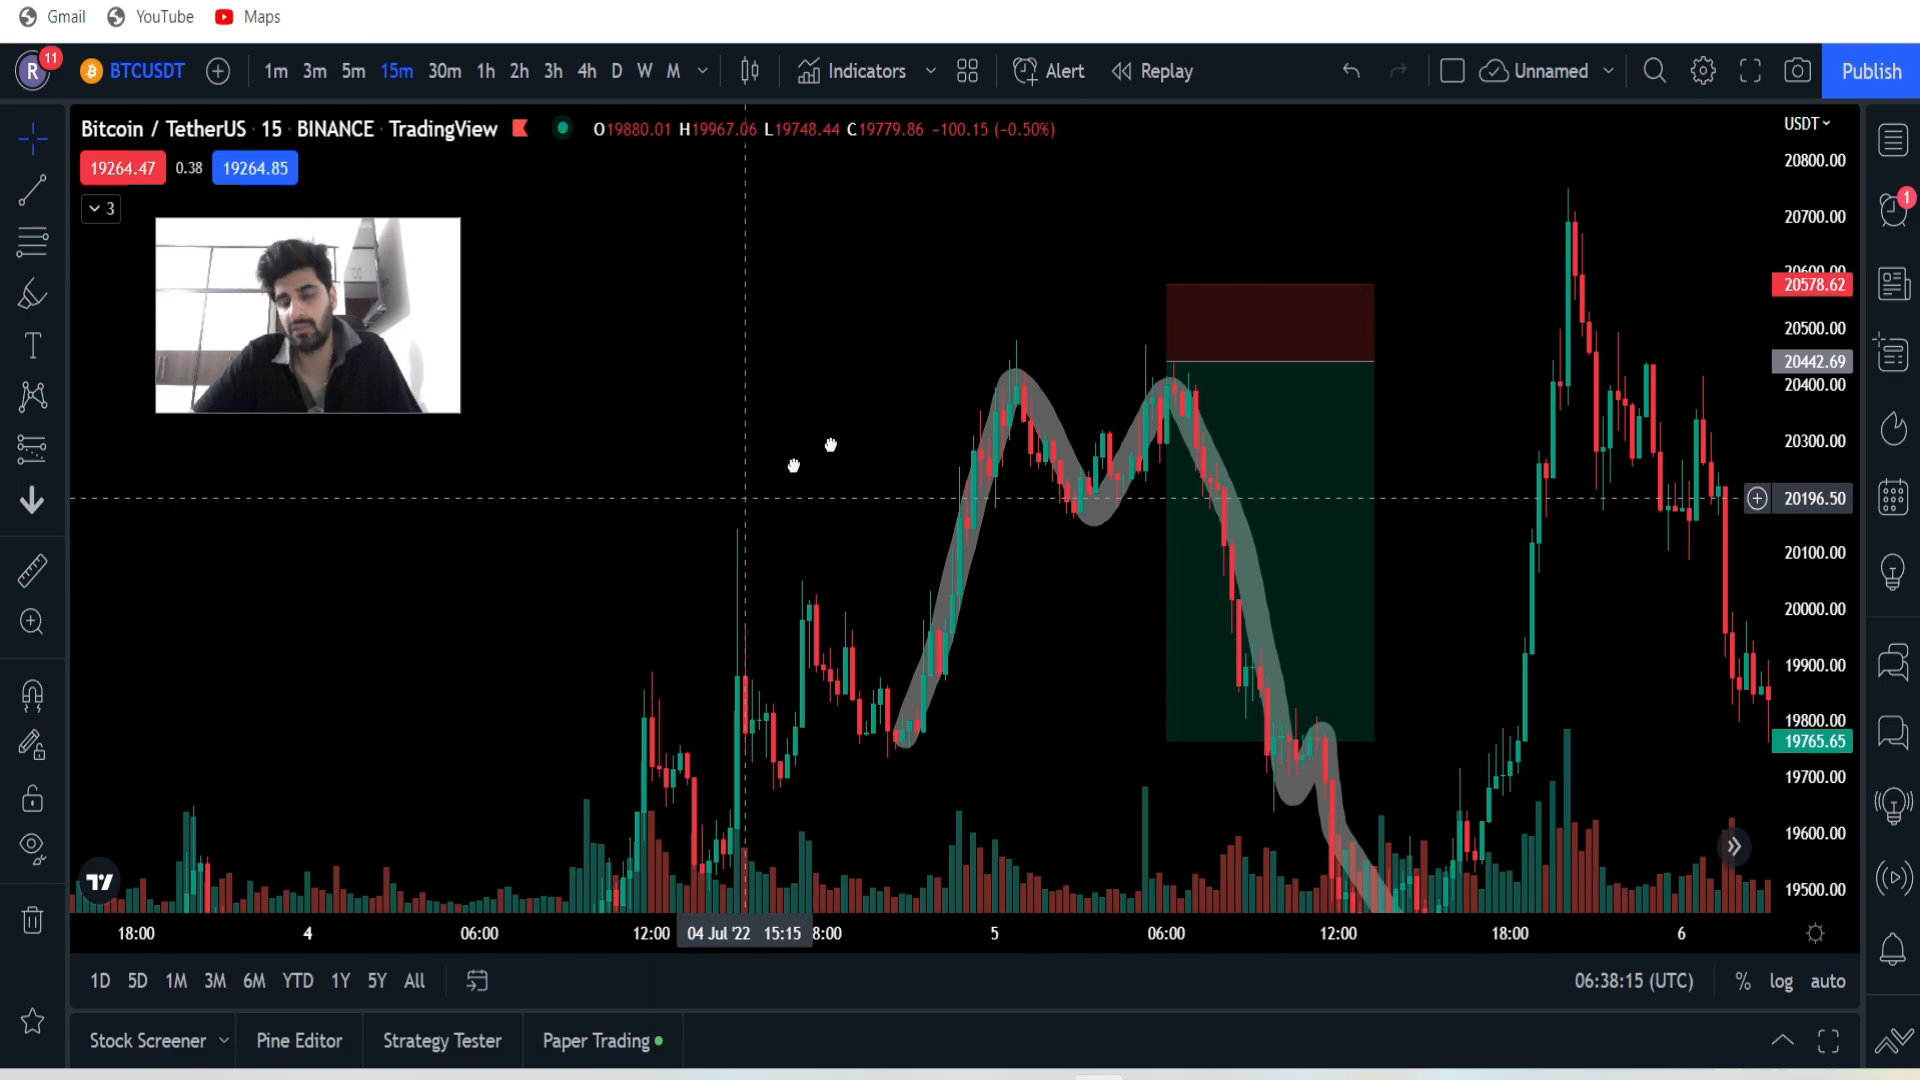 Gmail YouTube Maps
R 11 BTCUSDT 1m 3m 5m 15m 30m 1h 2h 3h 4h D W M Indicators Alert Replay Unnamed Publish
Bitcoin / TetherUS · 15 · BINANCE · TradingView O19880.01 H19967.06 L19748.44 C19779.86 −100.15 (−0.50%)
USDT
19264.47 0.38 19264.85
3
20800.00
1
20700.00
20600.00
20578.62
20500.00
20442.69
20400.00
20300.00
20196.50
20100.00
20000.00
19900.00
19800.00
19765.65
19700.00
19600.00
19500.00
18:00 4 06:00 12:00 04 Jul '22 15:15 8:00 5 06:00 12:00 18:00 6
1D 5D 1M 3M 6M YTD 1Y 5Y All 06:38:15 (UTC) % log auto
Stock Screener Pine Editor Strategy Tester Paper Trading